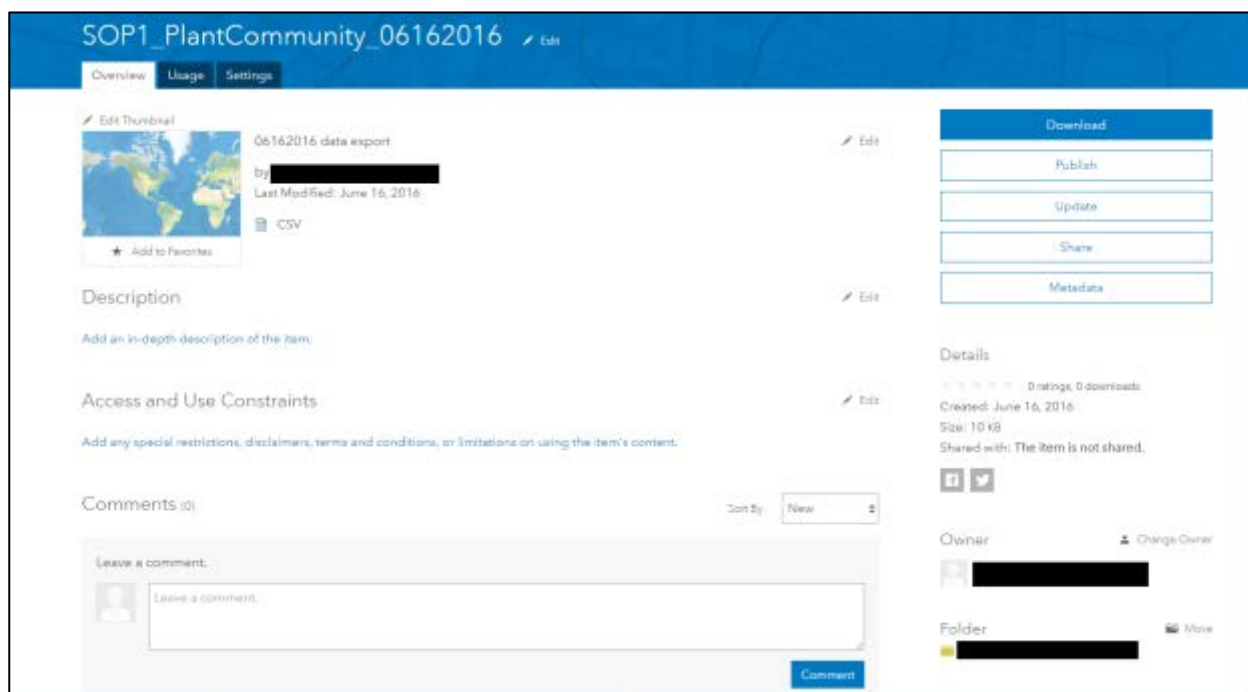 SOP1_PlantCommunity_06162016 Edit
Overview Usage Settings
Edit Thumbnail
06162016 data export Edit
by
Last Modified: June 16, 2016
CSV
Add to Favorites
Description Edit
Add an in-depth description of the item.
Access and Use Constraints Edit
Add any special restrictions, disclaimers, terms and conditions, or limitations on using the item's content.
Comments (0)
Sort By New
Leave a comment.
Leave a comment.
Comment
Download
Publish
Update
Share
Metadata
Details
0 ratings, 0 downloads
Created: June 16, 2016
Size: 10 KB
Shared with: The item is not shared.
Owner Change Owner
Folder Move